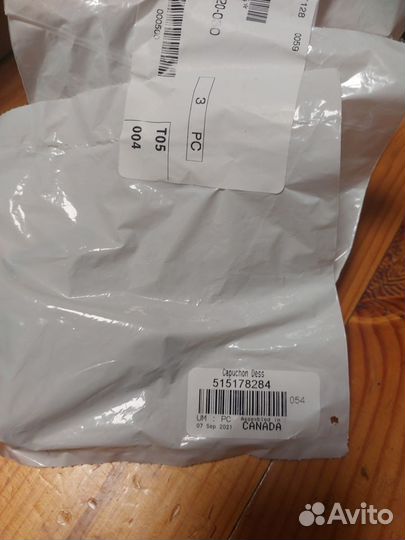 128
0059
3 PC
T05
004
Capuchon Dess
515178284
054
UM : PC Assembled in
07 Sep 2021 CANADA
Avito